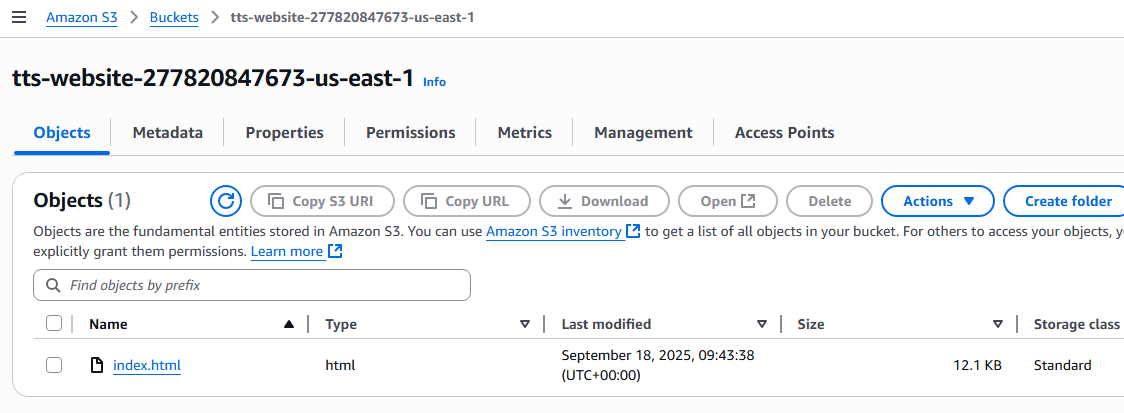 Amazon S3 > Buckets > tts-website-277820847673-us-east-1
tts-website-277820847673-us-east-1 Info
Objects Metadata Properties Permissions Metrics Management Access Points
Objects (1) Copy S3 URI Copy URL Download Open Delete Actions Create folder
Objects are the fundamental entities stored in Amazon S3. You can use Amazon S3 inventory to get a list of all objects in your bucket. For others to access your objects,
explicitly grant them permissions. Learn more
Find objects by prefix
Name Type Last modified Size Storage class
index.html html September 18, 2025, 09:43:38 12.1 KB Standard
(UTC+00:00)